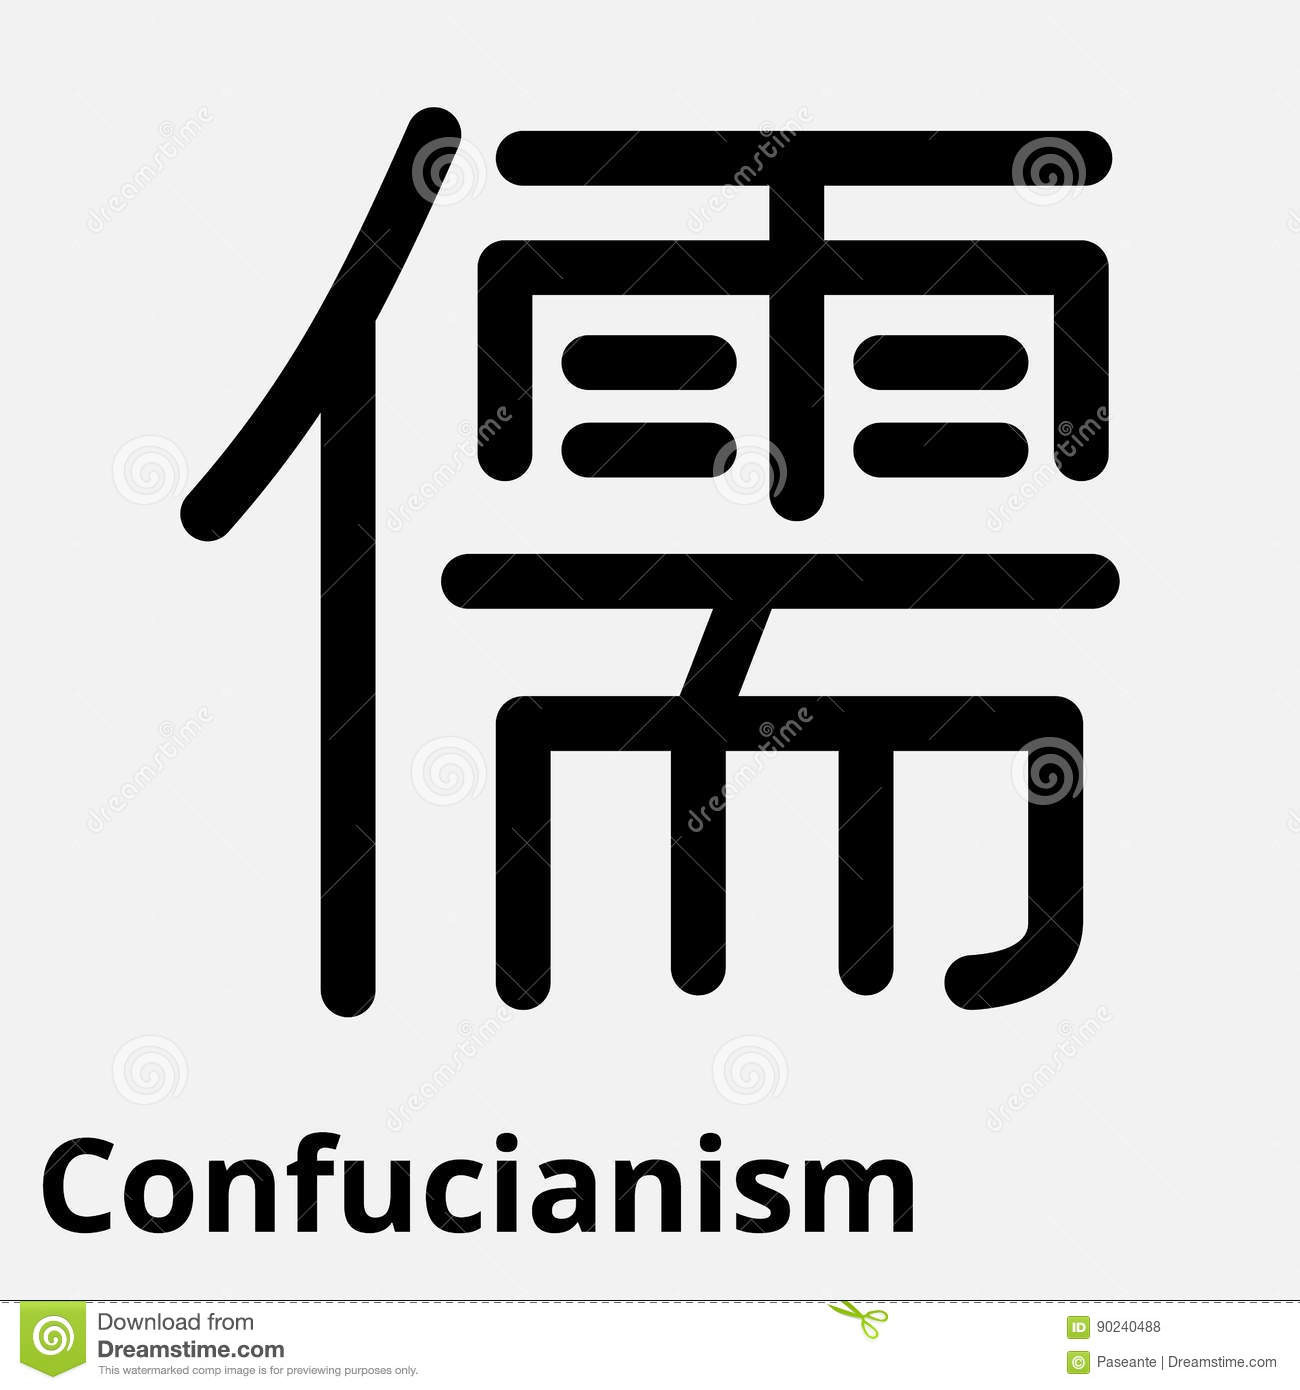 儒
Confucianism
Download from
Dreamstime.com
This watermarked comp image is for previewing purposes only.
ID 90240488
© Paseante | Dreamstime.com